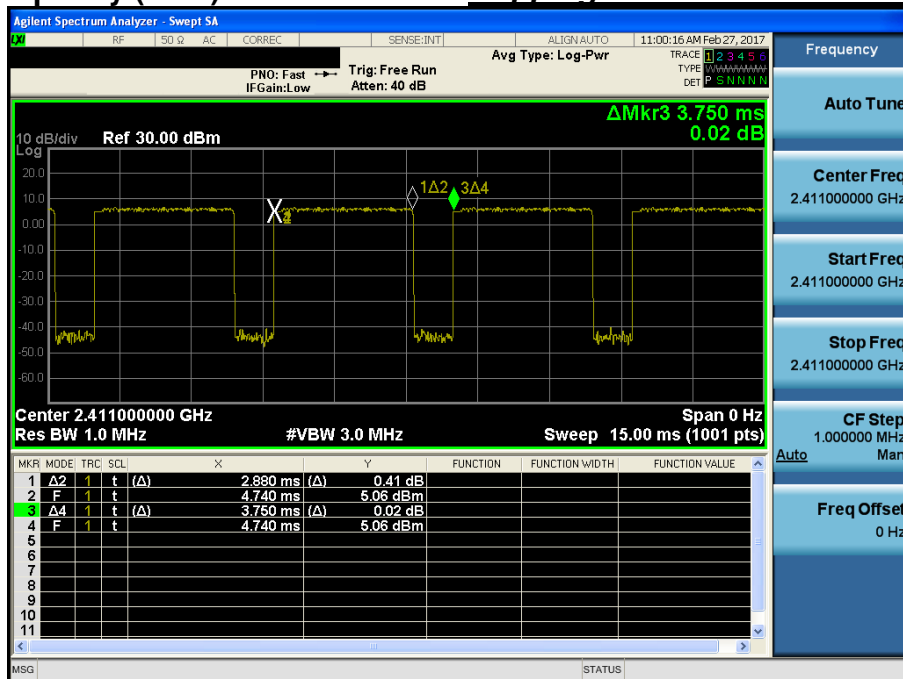 Agilent Spectrum Analyzer - Swept SA
LXI RF 50 Ω AC CORREC SENSE:INT ALIGN AUTO 11:00:16 AM Feb 27, 2017
PNO: Fast
IFGain:Low
Trig: Free Run
Atten: 40 dB
Avg Type: Log-Pwr
TRACE 1 2 3 4 5 6
TYPE
DET P S N N N N
ΔMkr3 3.750 ms
0.02 dB
10 dB/div Ref 30.00 dBm
Log
20.0
10.0
0.00
-10.0
-20.0
-30.0
-40.0
-50.0
-60.0
1Δ2
3Δ4
Center 2.411000000 GHz Span 0 Hz
Res BW 1.0 MHz #VBW 3.0 MHz Sweep 15.00 ms (1001 pts)
MKR MODE TRC SCL X Y FUNCTION FUNCTION WIDTH FUNCTION VALUE
1 Δ2 1 t (Δ) 2.880 ms (Δ) 0.41 dB
2 F 1 t 4.740 ms 5.06 dBm
3 Δ4 1 t (Δ) 3.750 ms (Δ) 0.02 dB
4 F 1 t 4.740 ms 5.06 dBm
5
6
7
8
9
10
11
MSG STATUS
Frequency
Auto Tune
Center Freq
2.411000000 GHz
Start Freq
2.411000000 GHz
Stop Freq
2.411000000 GHz
CF Step
1.000000 MHz
Auto Man
Freq Offset
0 Hz